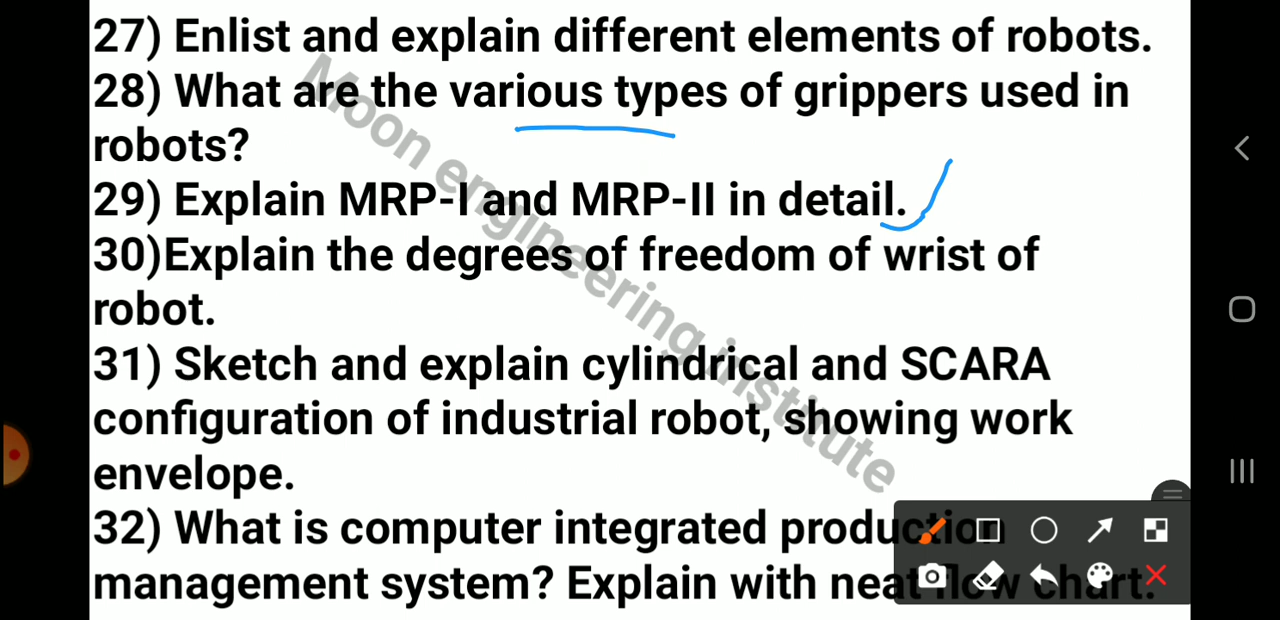 27) Enlist and explain different elements of robots.
28) What are the various types of grippers used in
robots?
29) Explain MRP-I and MRP-II in detail.
30)Explain the degrees of freedom of wrist of
robot.
31) Sketch and explain cylindrical and SCARA
configuration of industrial robot, showing work
envelope.
32) What is computer integrated production
management system? Explain with neat flow chart.
Moon engineering institute